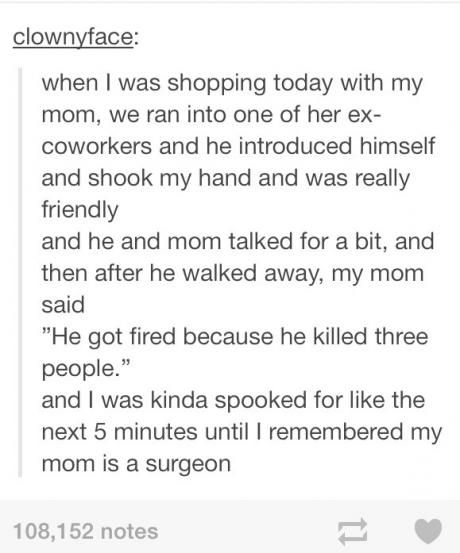 clownyface:
when I was shopping today with my
mom, we ran into one of her ex-
coworkers and he introduced himself
and shook my hand and was really
friendly
and he and mom talked for a bit, and
then after he walked away, my mom
said
”He got fired because he killed three
people.”
and I was kinda spooked for like the
next 5 minutes until I remembered my
mom is a surgeon
108,152 notes